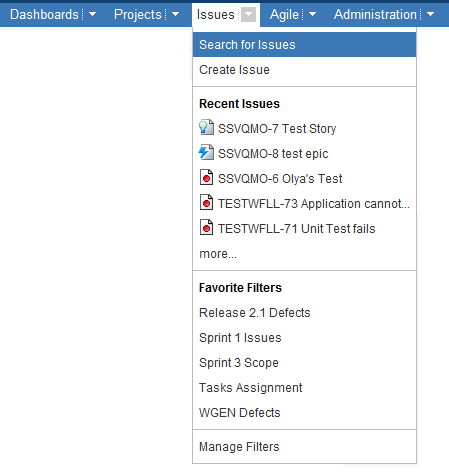 Dashboards Projects Issues Agile Administration
Search for Issues
Create Issue
Recent Issues
SSVQMO-7 Test Story
SSVQMO-8 test epic
SSVQMO-6 Olya's Test
TESTWFLL-73 Application cannot...
TESTWFLL-71 Unit Test fails
more...
Favorite Filters
Release 2.1 Defects
Sprint 1 Issues
Sprint 3 Scope
Tasks Assignment
WGEN Defects
Manage Filters